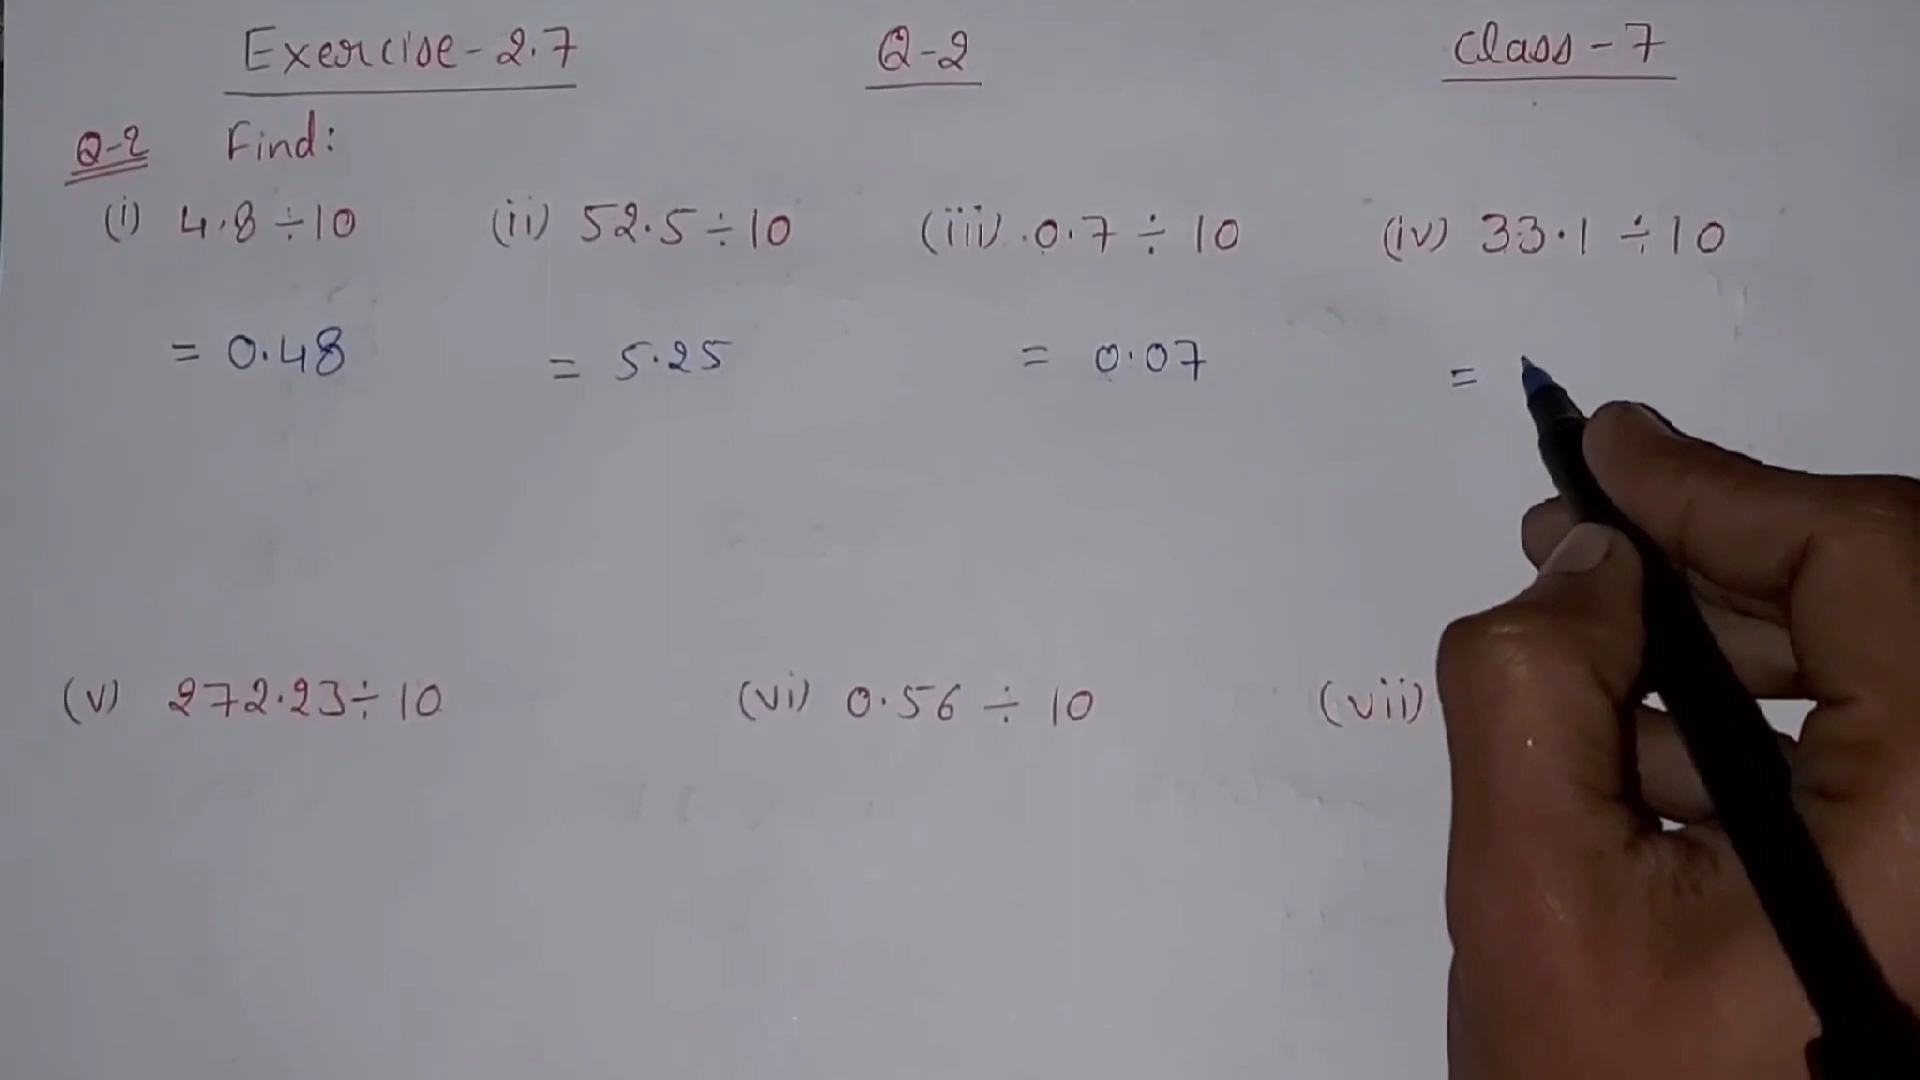 Exercise-2.7 Q-2 Class-7
Q-2 Find:
(i) 4.8÷10 (ii) 52.5÷10 (iii) 0.7÷10 (iv) 33.1÷10
= 0.48 = 5.25 = 0.07 =
(v) 272.23÷10 (vi) 0.56÷10 (vii)